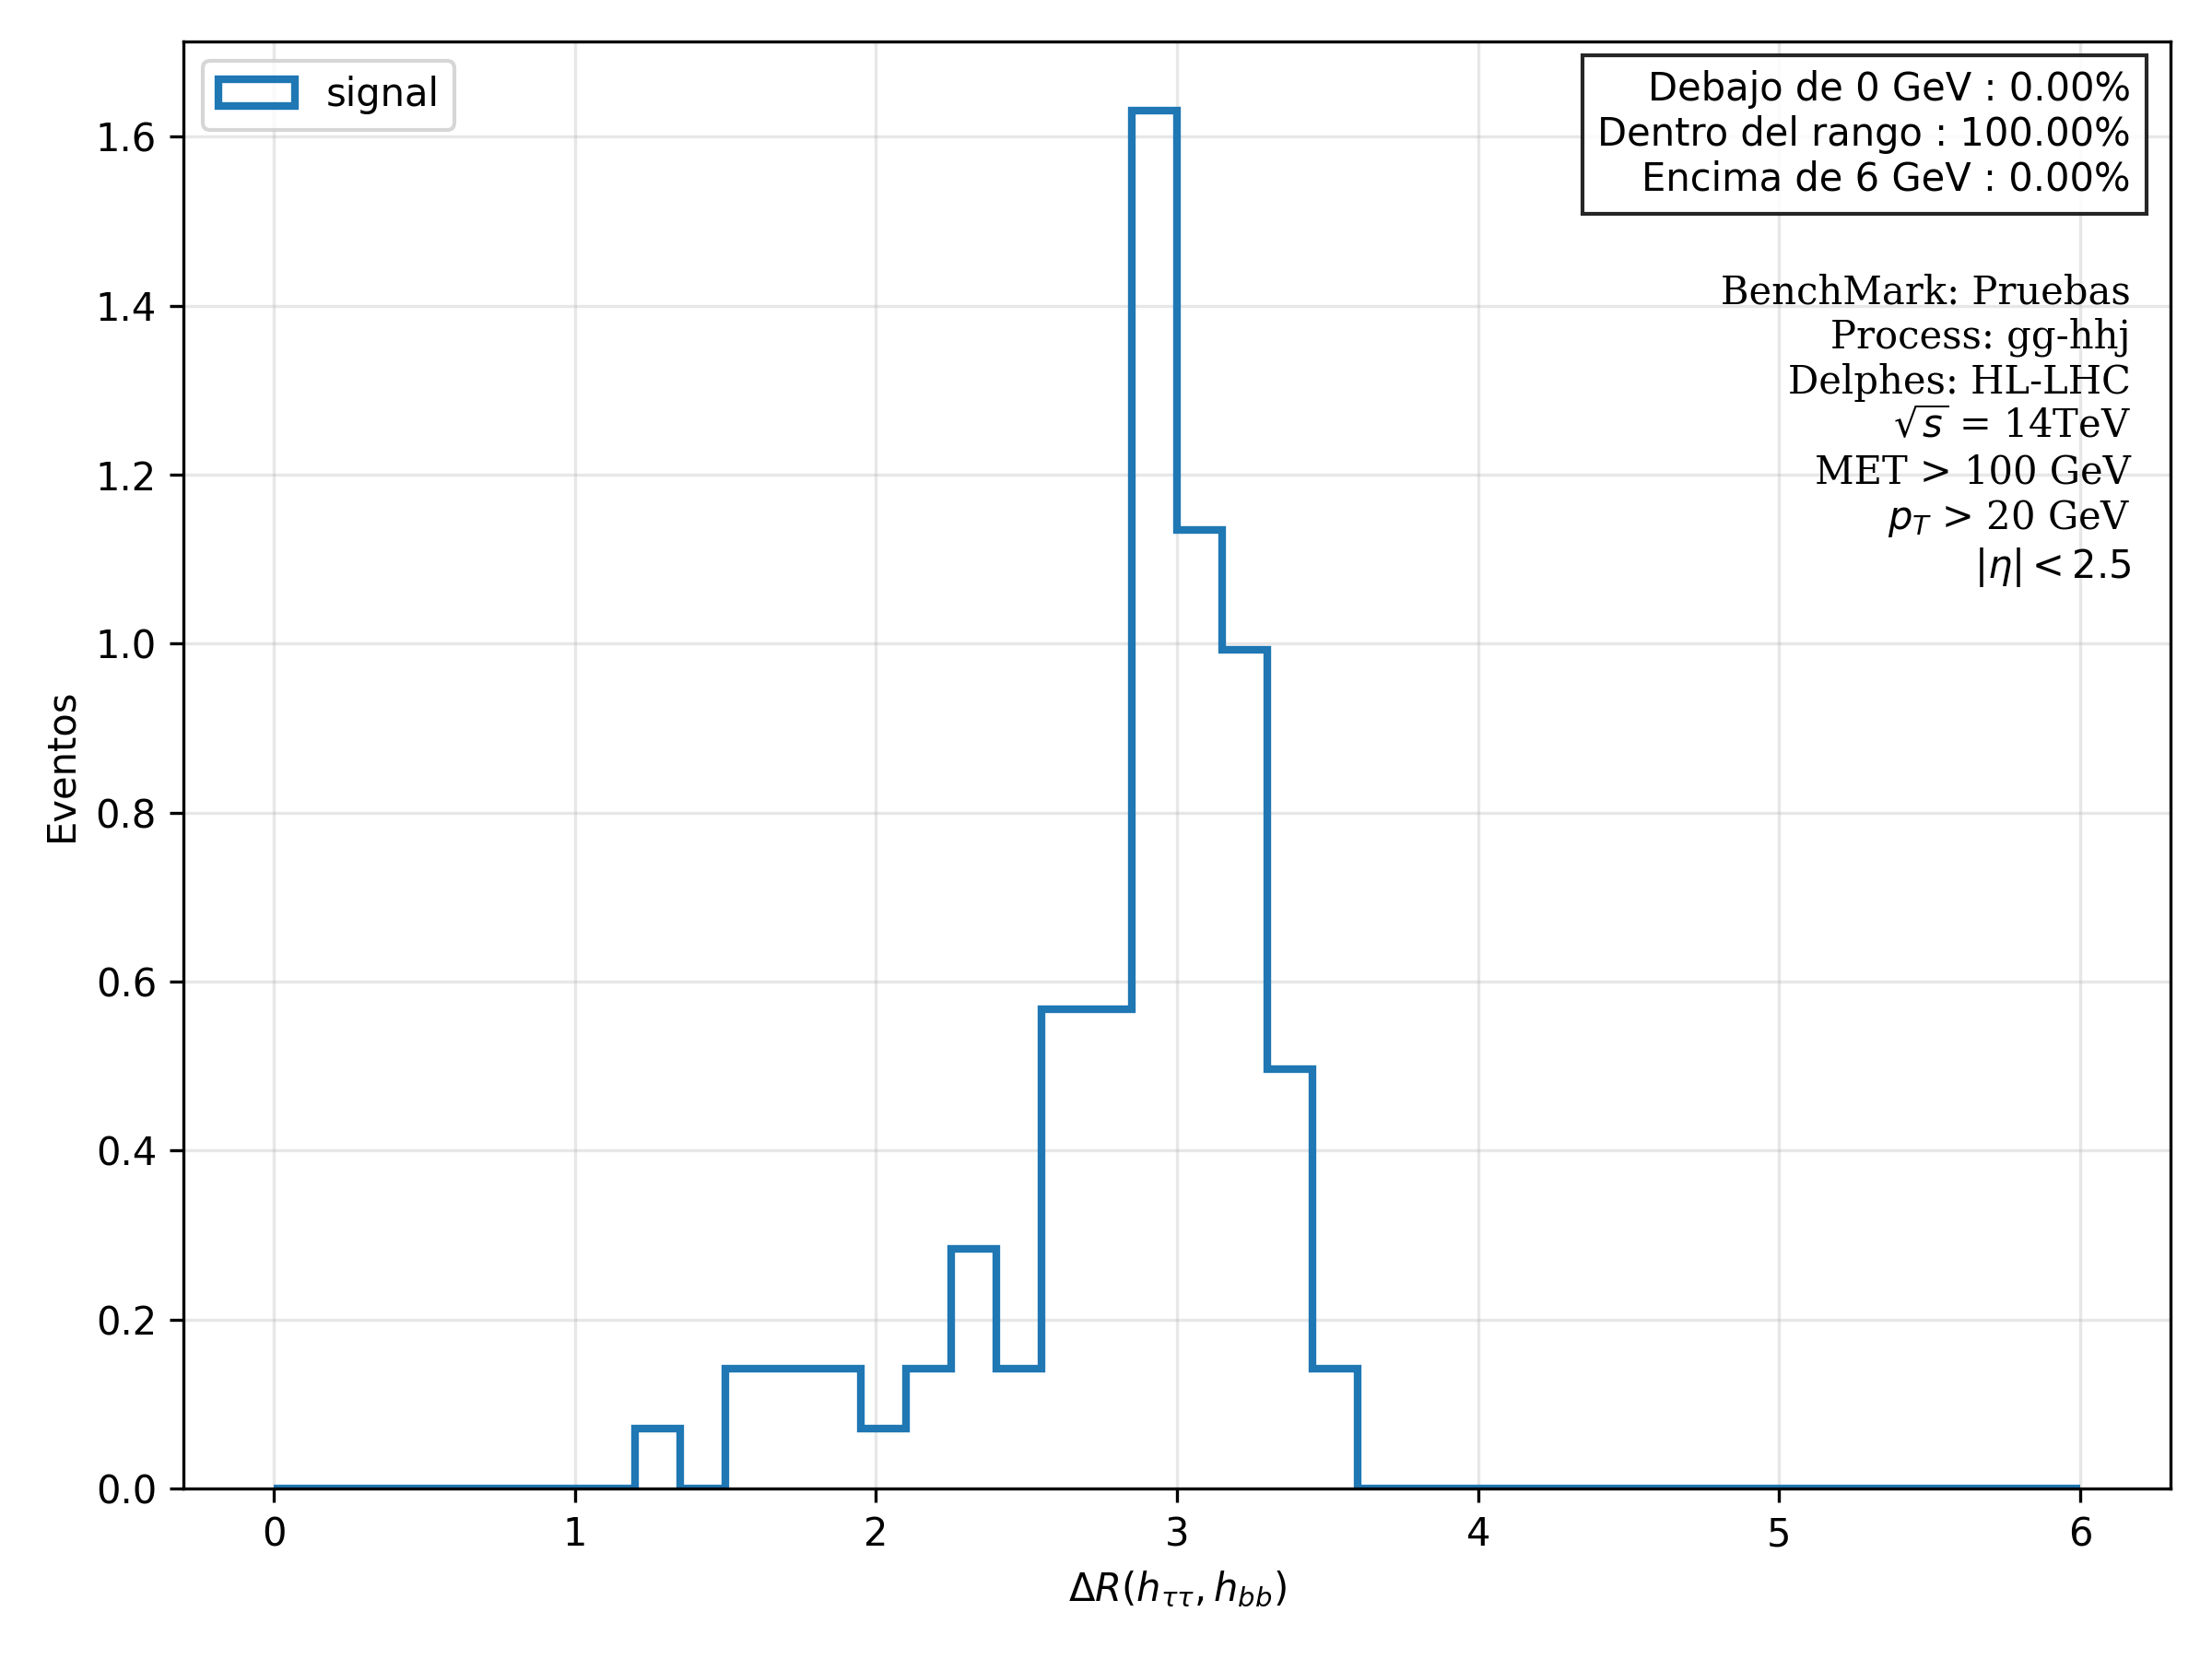 signal
Debajo de 0 GeV : 0.00%
Dentro del rango : 100.00%
Encima de 6 GeV : 0.00%
BenchMark: Pruebas
Process: gg-hhj
Delphes: HL-LHC
√s = 14TeV
MET > 100 GeV
p_T > 20 GeV
|η| < 2.5
Eventos
1.6
1.4
1.2
1.0
0.8
0.6
0.4
0.2
0.0
0 1 2 3 4 5 6
ΔR(h_ττ, h_bb)